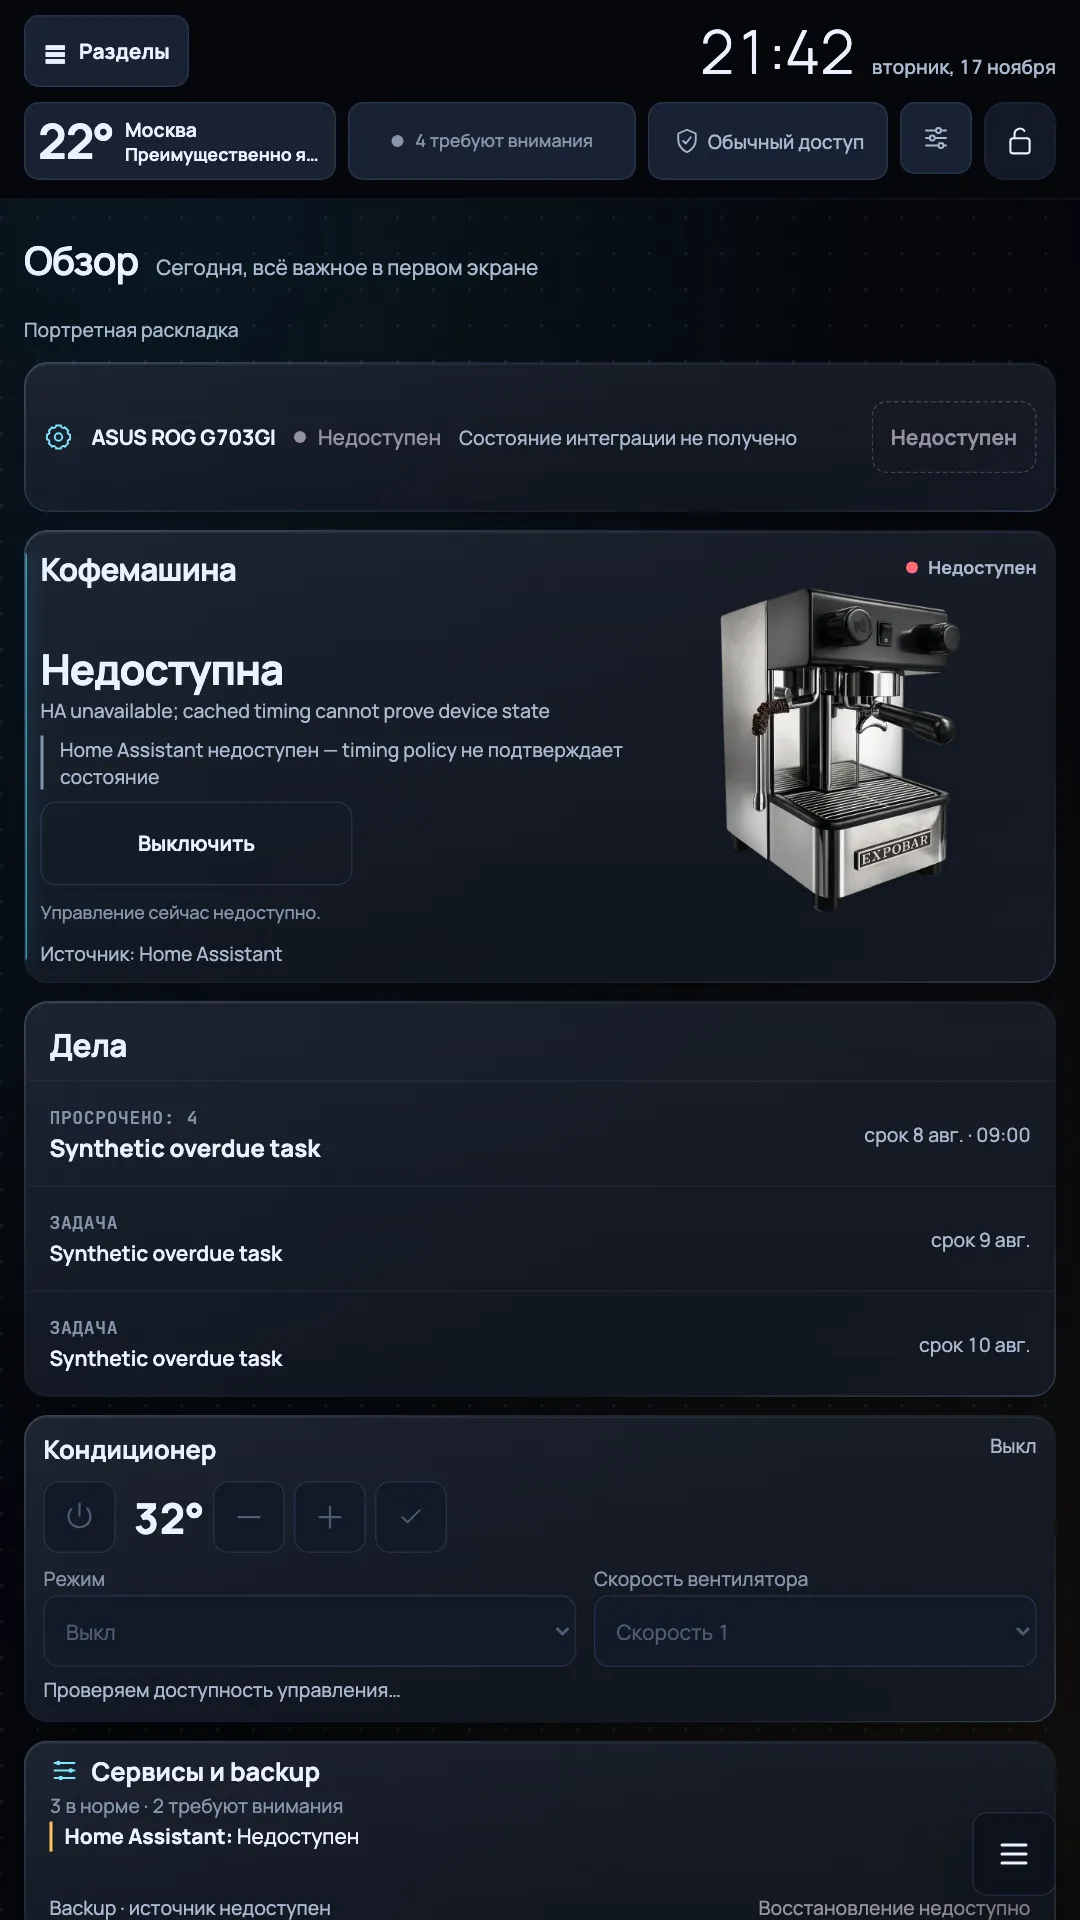 Разделы
21:42 вторник, 17 ноября
22° Москва
Преимущественно я…
4 требуют внимания
Обычный доступ
Обзор Сегодня, всё важное в первом экране
Портретная раскладка
ASUS ROG G703GI Недоступен Состояние интеграции не получено Недоступен
Кофемашина
Недоступен
Недоступна
HA unavailable; cached timing cannot prove device state
Home Assistant недоступен — timing policy не подтверждает
состояние
Выключить
Управление сейчас недоступно.
Источник: Home Assistant
EXPOBAR
Дела
ПРОСРОЧЕНО: 4
Synthetic overdue task
срок 8 авг. · 09:00
ЗАДАЧА
Synthetic overdue task
срок 9 авг.
ЗАДАЧА
Synthetic overdue task
срок 10 авг.
Кондиционер
Выкл
32°
Режим
Скорость вентилятора
Выкл
Скорость 1
Проверяем доступность управления…
Сервисы и backup
3 в норме · 2 требуют внимания
Home Assistant: Недоступен
Backup · источник недоступен
Восстановление недоступно